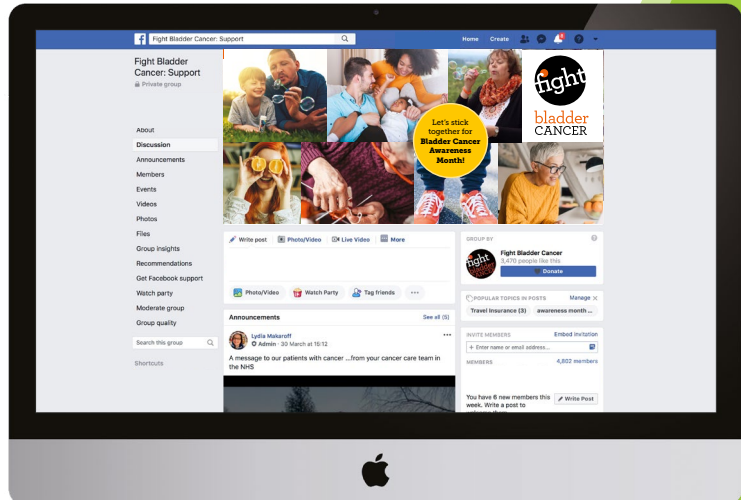 Fight Bladder Cancer: Support
Home Create
Fight Bladder
Cancer: Support
Private group
About
Discussion
Announcements
Members
Events
Videos
Photos
Files
Group insights
Recommendations
Get Facebook support
Watch party
Moderate group
Group quality
Search this group
Shortcuts
fight
bladder
CANCER
Let's stick
together for
Bladder Cancer
Awareness
Month!
Write post Photo/Video Live Video More
Photo/Video Watch Party Tag friends
Announcements See all (5)
Lydia Makaroff
Admin · 30 March at 15:12
A message to our patients with cancer ...from your cancer care team in
the NHS
GROUP BY
fight
bladder
Fight Bladder Cancer
3,470 people like this
Donate
POPULAR TOPICS IN POSTS Manage
Travel Insurance (3) awareness month ...
INVITE MEMBERS Embed Invitation
+ Enter name or email address...
MEMBERS 4,802 members
You have 6 new members this
week. Write a post to
Write Post